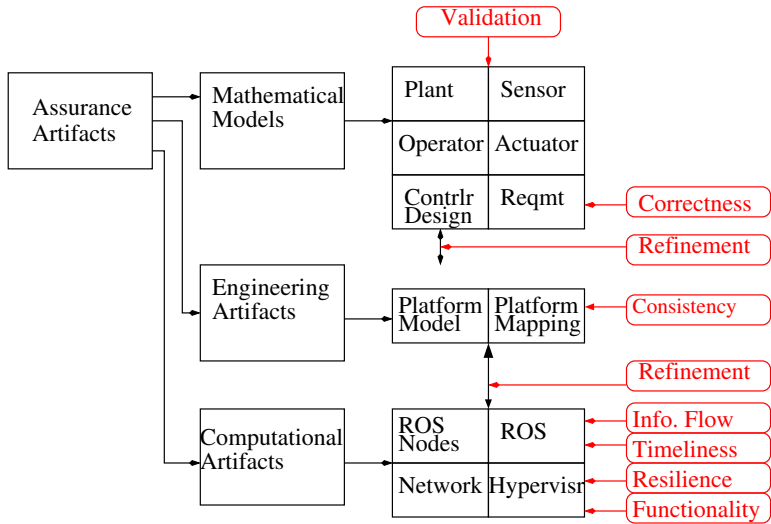 Validation
Assurance
Artifacts
Mathematical
Models
Plant
Sensor
Operator
Actuator
Contrlr
Design
Reqmt
Correctness
Refinement
Engineering
Artifacts
Platform
Model
Platform
Mapping
Consistency
Refinement
Computational
Artifacts
ROS
Nodes
ROS
Network
Hypervisr
Info. Flow
Timeliness
Resilience
Functionality